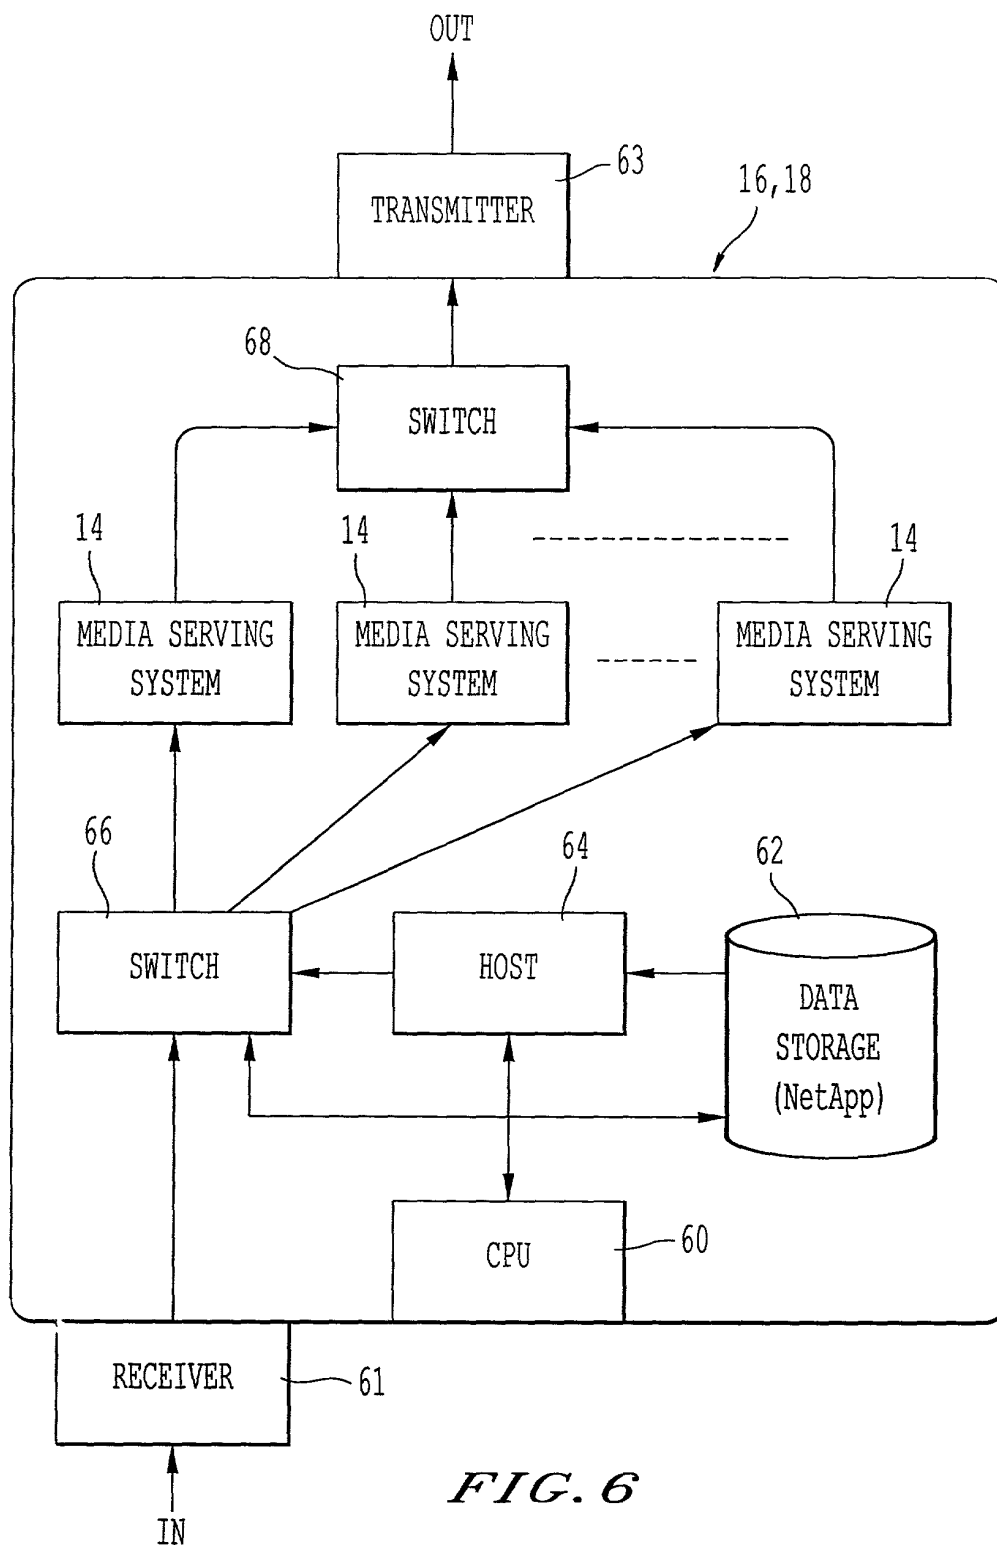 OUT
63
TRANSMITTER
16,18
68
SWITCH
14
14
14
MEDIA SERVING
SYSTEM
MEDIA SERVING
SYSTEM
MEDIA SERVING
SYSTEM
66
64
62
SWITCH
HOST
DATA
STORAGE
(NetApp)
CPU
60
RECEIVER
61
IN
FIG. 6